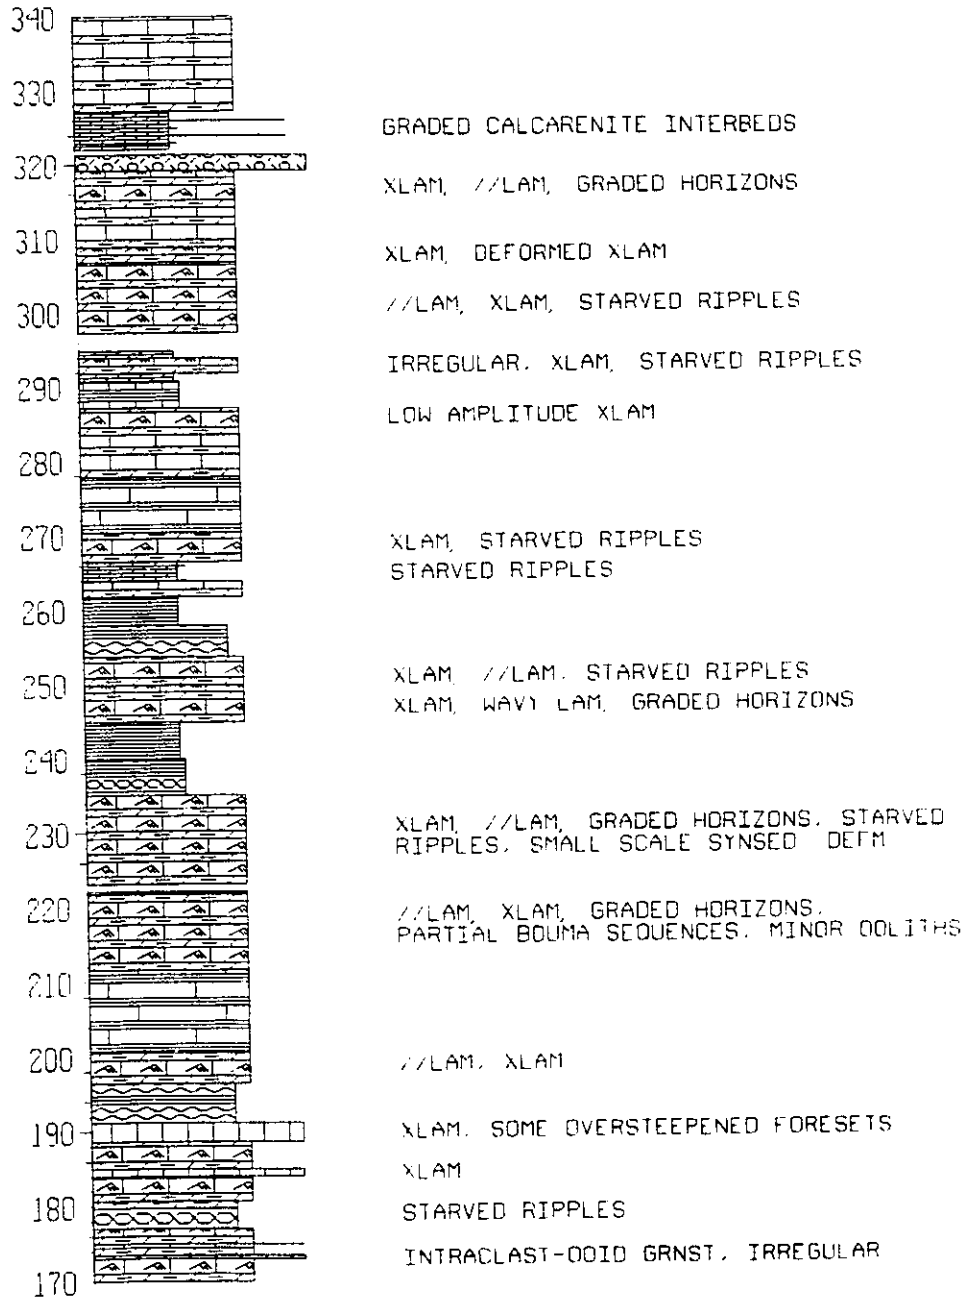 340
330
GRADED CALCARENITE INTERBEDS
320
XLAM, //LAM, GRADED HORIZONS
310
XLAM, DEFORMED XLAM
300
//LAM, XLAM, STARVED RIPPLES
IRREGULAR, XLAM, STARVED RIPPLES
290
LOW AMPLITUDE XLAM
280
270
XLAM, STARVED RIPPLES
STARVED RIPPLES
260
XLAM, //LAM, STARVED RIPPLES
250
XLAM, WAVY LAM, GRADED HORIZONS
240
XLAM, //LAM, GRADED HORIZONS, STARVED
230
RIPPLES, SMALL SCALE SYNSED DEFM
220
//LAM, XLAM, GRADED HORIZONS,
PARTIAL BOUMA SEQUENCES, MINOR OOLITHS
210
200
//LAM, XLAM
190
XLAM, SOME OVERSTEEPENED FORESETS
XLAM
180
STARVED RIPPLES
INTRACLAST-OOID GRNST, IRREGULAR
170